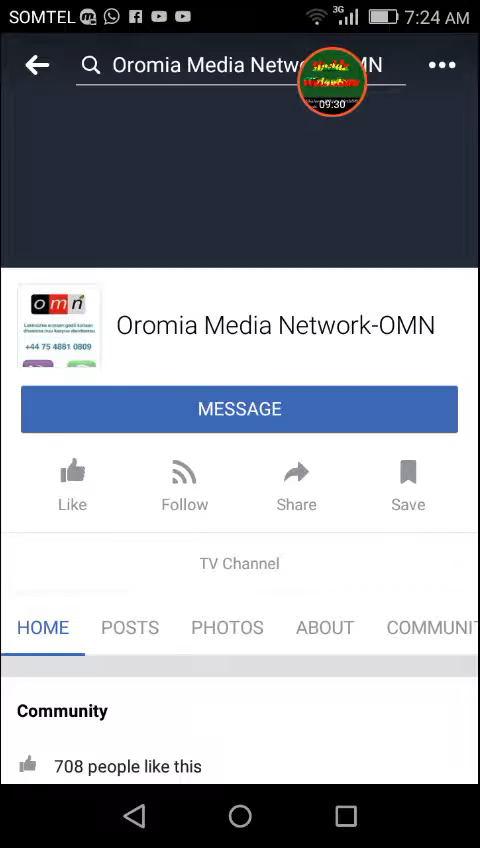 SOMTEL 3G 7:24 AM
Oromia Media Netw N
09:30
omn
+44 75 4881 0809
Oromia Media Network-OMN
MESSAGE
Like Follow Share Save
TV Channel
HOME POSTS PHOTOS ABOUT COMMUNIT
Community
708 people like this